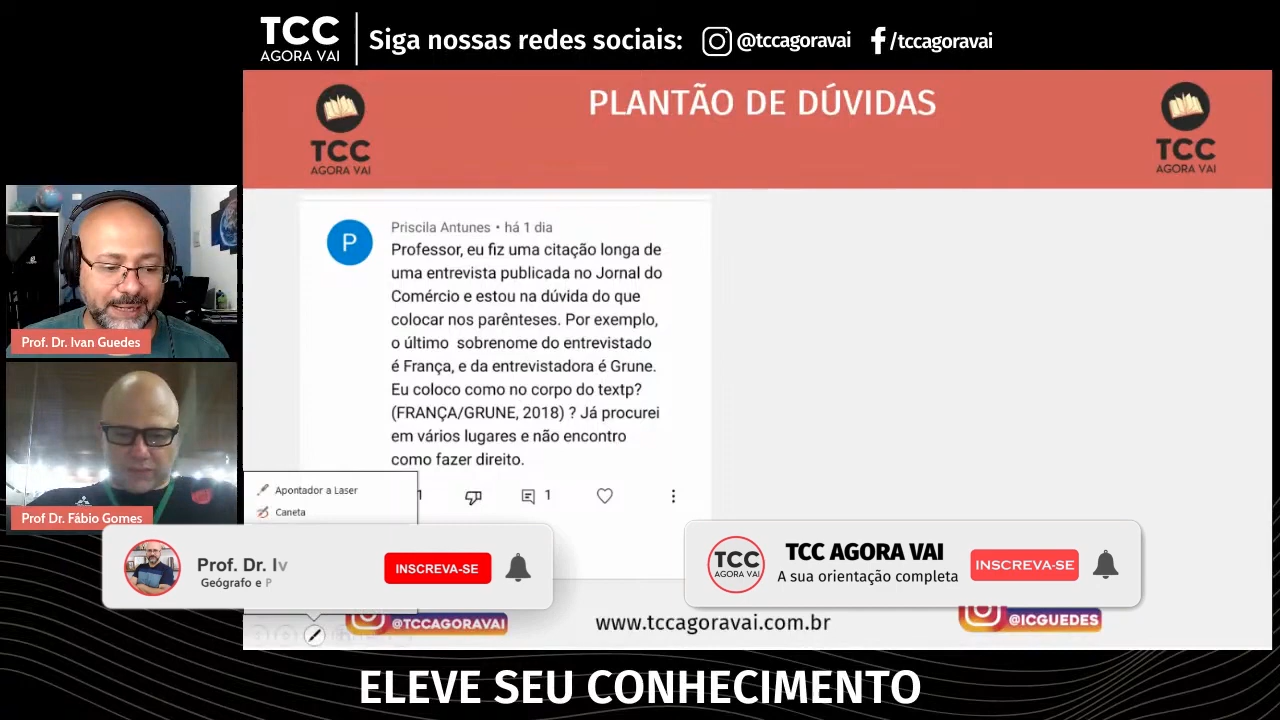 TCC
AGORA VAI
Siga nossas redes sociais:
@tccagoravai
/tccagoravai
PLANTÃO DE DÚVIDAS
TCC
AGORA VAI
TCC
AGORA VAI
P
Priscila Antunes • há 1 dia
Professor, eu fiz uma citação longa de
uma entrevista publicada no Jornal do
Comércio e estou na dúvida do que
colocar nos parênteses. Por exemplo,
o último sobrenome do entrevistado
é França, e da entrevistadora é Grune.
Eu coloco como no corpo do textp?
(FRANÇA/GRUNE, 2018) ? Já procurei
em vários lugares e não encontro
como fazer direito.
1
1
Prof. Dr. Ivan Guedes
Prof Dr. Fábio Gomes
Apontador a Laser
Caneta
Prof. Dr. Iv
Geógrafo e P
INSCREVA-SE
TCC
AGORA VAI
TCC AGORA VAI
A sua orientação completa
INSCREVA-SE
@TCCAGORAVAI
www.tccagoravai.com.br
@ICGUEDES
ELEVE SEU CONHECIMENTO